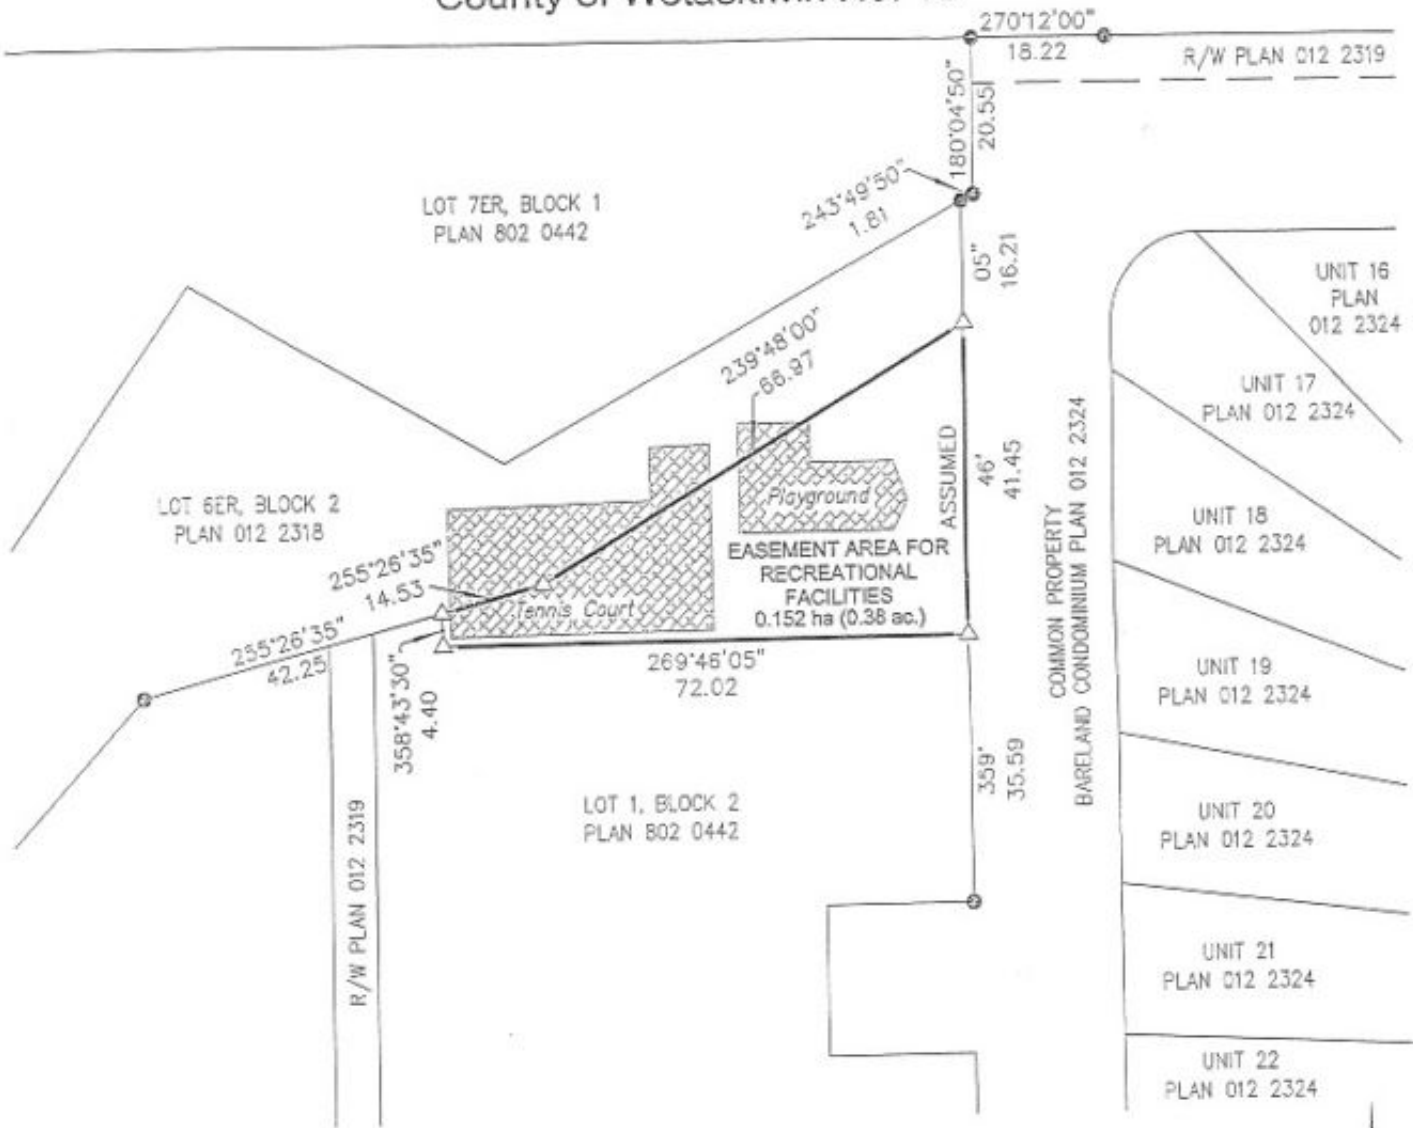 County of Wetaskiwin No.
270°12'00"
18.22
R/W PLAN 012 2319
180°04'50"
20.55
243°49'50"
1.81
LOT 7ER, BLOCK 1
PLAN 802 0442
05"
16.21
UNIT 16
PLAN
012 2324
239°48'00"
66.97
UNIT 17
PLAN 012 2324
ASSUMED
46'
41.45
LOT 6ER, BLOCK 2
PLAN 012 2318
Playground
UNIT 18
PLAN 012 2324
EASEMENT AREA FOR
RECREATIONAL
FACILITIES
0.152 ha (0.38 ac.)
255°26'35"
14.53
Tennis Court
255°26'35"
42.25
269°46'05"
72.02
358°43'30"
4.40
COMMON PROPERTY
BARELAND CONDOMINIUM PLAN 012 2324
UNIT 19
PLAN 012 2324
359°
35.59
LOT 1, BLOCK 2
PLAN 802 0442
UNIT 20
PLAN 012 2324
R/W PLAN 012 2319
UNIT 21
PLAN 012 2324
UNIT 22
PLAN 012 2324